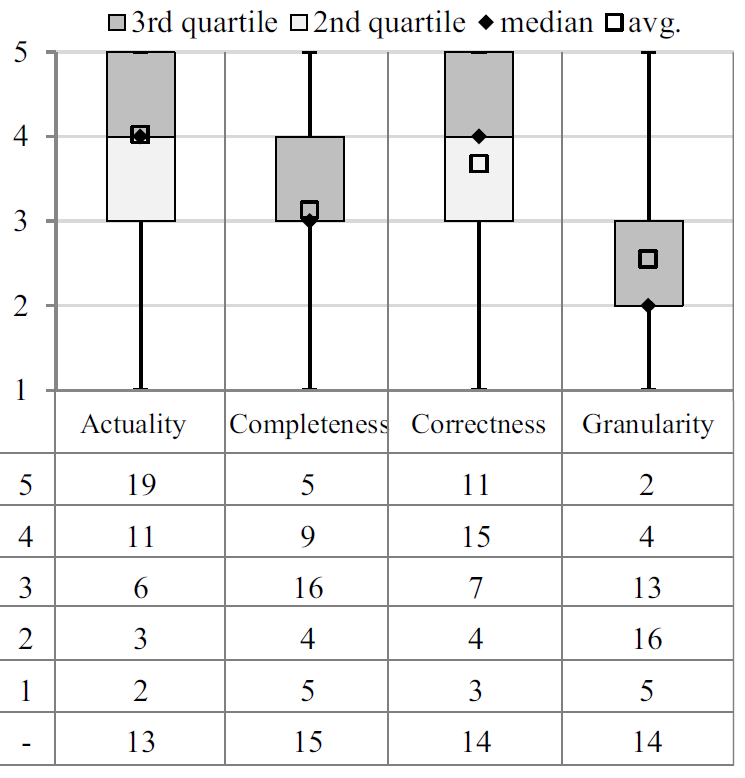 3rd quartile 2nd quartile median avg.
5
4
3
2
1
Actuality Completeness Correctness Granularity
5 19 5 11 2
4 11 9 15 4
3 6 16 7 13
2 3 4 4 16
1 2 5 3 5
- 13 15 14 14